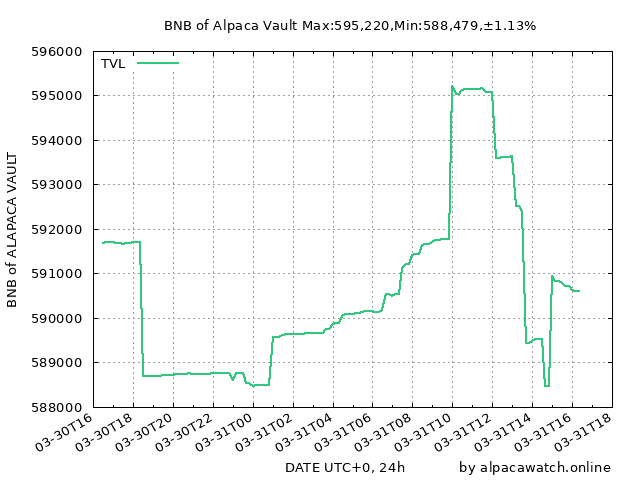 BNB of Alpaca Vault Max:595,220,Min:588,479,±1.13%
596000
595000
594000
593000
592000
591000
590000
589000
588000
TVL
BNB of ALAPACA VAULT
03-30T16
03-30T18
03-30T20
03-30T22
03-31T00
03-31T02
03-31T04
03-31T06
03-31T08
03-31T10
03-31T12
03-31T14
03-31T16
03-31T18
DATE UTC+0, 24h by alpacawatch.online